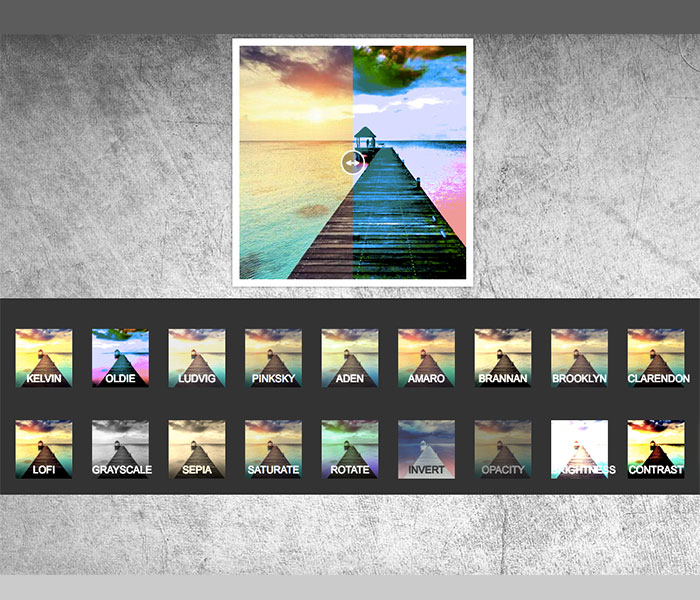 KELVIN OLDIE LUDVIG PINKSKY ADEN AMARO BRANNAN BROOKLYN CLARENDON
LOFI GRAYSCALE SEPIA SATURATE ROTATE INVERT OPACITY BRIGHTNESS CONTRAST